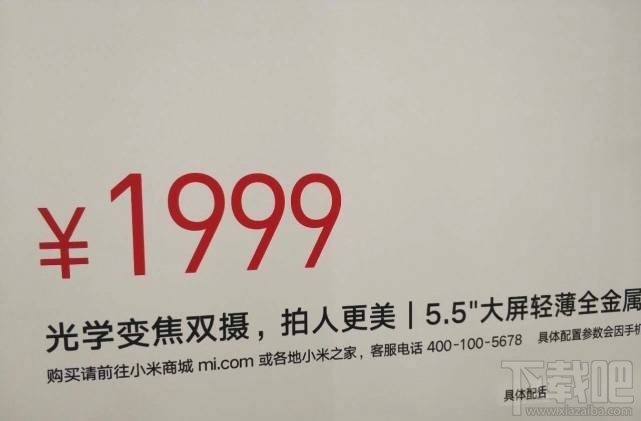 ¥1999
光学变焦双摄，拍人更美 | 5.5"大屏轻薄全金属
购买请前往小米商城 mi.com 或各地小米之家，客服电话 400-100-5678 具体配置参数会因手机
具体配
下载吧
www.xiazaiba.com